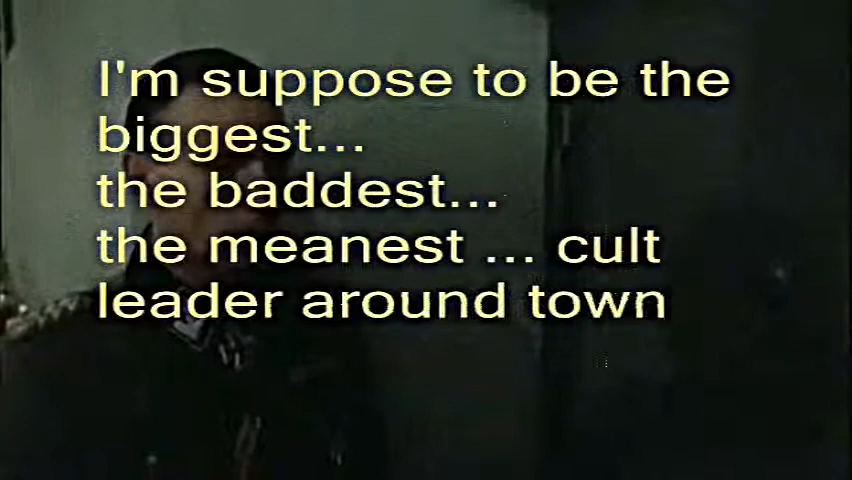 I'm suppose to be the
biggest...
the baddest...
the meanest ... cult
leader around town